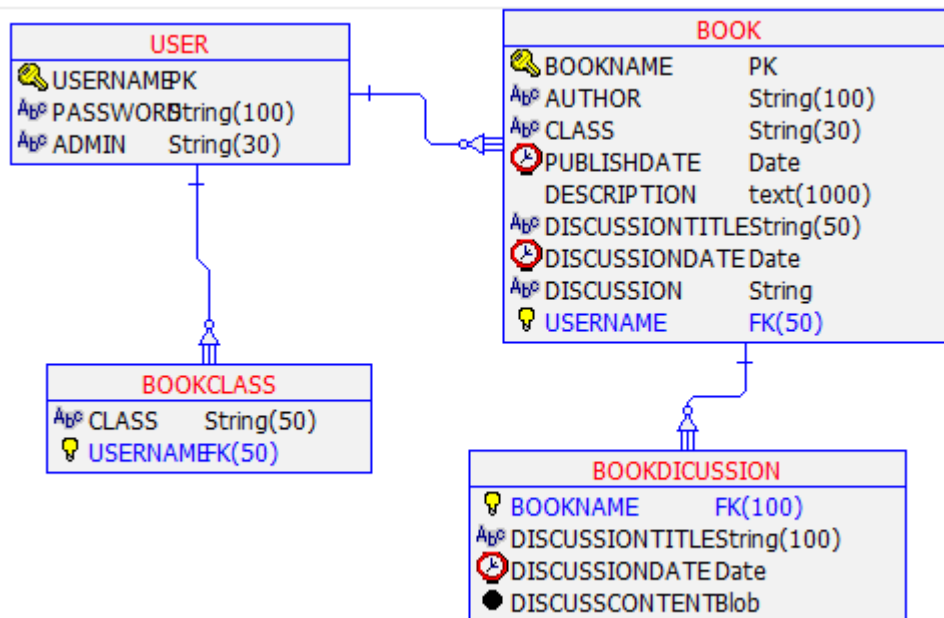 USER
USERNAME PK
PASSWORD String(100)
ADMIN String(30)
BOOK
BOOKNAME PK
AUTHOR String(100)
CLASS String(30)
PUBLISHDATE Date
DESCRIPTION text(1000)
DISCUSSIONTITLE String(50)
DISCUSSIONDATE Date
DISCUSSION String
USERNAME FK(50)
BOOKCLASS
CLASS String(50)
USERNAME FK(50)
BOOKDICUSSION
BOOKNAME FK(100)
DISCUSSIONTITLE String(100)
DISCUSSIONDATE Date
DISCUSSCONTENT Blob